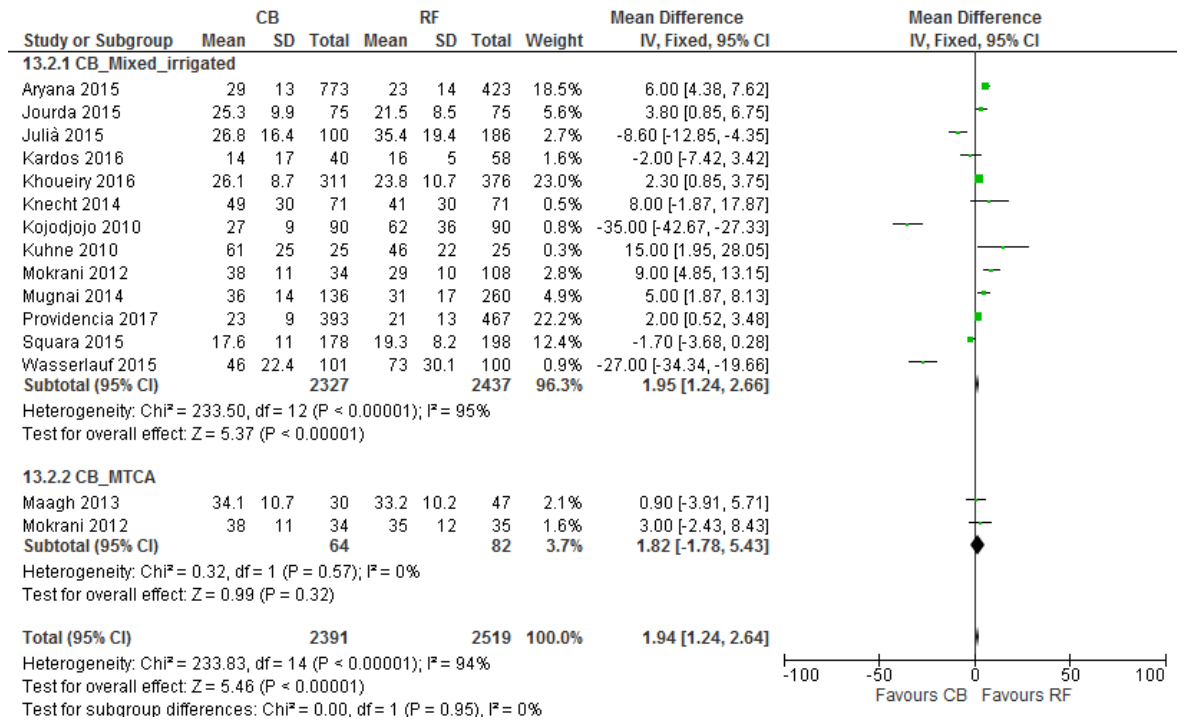 CB RF Mean Difference Mean Difference
Study or Subgroup Mean SD Total Mean SD Total Weight IV, Fixed, 95% CI IV, Fixed, 95% CI
13.2.1 CB_Mixed_irrigated
Aryana 2015 29 13 773 23 14 423 18.5% 6.00 [4.38, 7.62]
Jourda 2015 25.3 9.9 75 21.5 8.5 75 5.6% 3.80 [0.85, 6.75]
Julià 2015 26.8 16.4 100 35.4 19.4 186 2.7% -8.60 [-12.85, -4.35]
Kardos 2016 14 17 40 16 5 58 1.6% -2.00 [-7.42, 3.42]
Khoueiry 2016 26.1 8.7 311 23.8 10.7 376 23.0% 2.30 [0.85, 3.75]
Knecht 2014 49 30 71 41 30 71 0.5% 8.00 [-1.87, 17.87]
Kojodjojo 2010 27 9 90 62 36 90 0.8% -35.00 [-42.67, -27.33]
Kuhne 2010 61 25 25 46 22 25 0.3% 15.00 [1.95, 28.05]
Mokrani 2012 38 11 34 29 10 108 2.8% 9.00 [4.85, 13.15]
Mugnai 2014 36 14 136 31 17 260 4.9% 5.00 [1.87, 8.13]
Providencia 2017 23 9 393 21 13 467 22.2% 2.00 [0.52, 3.48]
Squara 2015 17.6 11 178 19.3 8.2 198 12.4% -1.70 [-3.68, 0.28]
Wasserlauf 2015 46 22.4 101 73 30.1 100 0.9% -27.00 [-34.34, -19.66]
Subtotal (95% CI) 2327 2437 96.3% 1.95 [1.24, 2.66]
Heterogeneity: Chi² = 233.50, df = 12 (P < 0.00001); I² = 95%
Test for overall effect: Z = 5.37 (P < 0.00001)
13.2.2 CB_MTCA
Maagh 2013 34.1 10.7 30 33.2 10.2 47 2.1% 0.90 [-3.91, 5.71]
Mokrani 2012 38 11 34 35 12 35 1.6% 3.00 [-2.43, 8.43]
Subtotal (95% CI) 64 82 3.7% 1.82 [-1.78, 5.43]
Heterogeneity: Chi² = 0.32, df = 1 (P = 0.57); I² = 0%
Test for overall effect: Z = 0.99 (P = 0.32)
Total (95% CI) 2391 2519 100.0% 1.94 [1.24, 2.64]
Heterogeneity: Chi² = 233.83, df = 14 (P < 0.00001); I² = 94%
Test for overall effect: Z = 5.46 (P < 0.00001)
Test for subgroup differences: Chi² = 0.00, df = 1 (P = 0.95), I² = 0%
-100 -50 0 50 100
Favours CB Favours RF